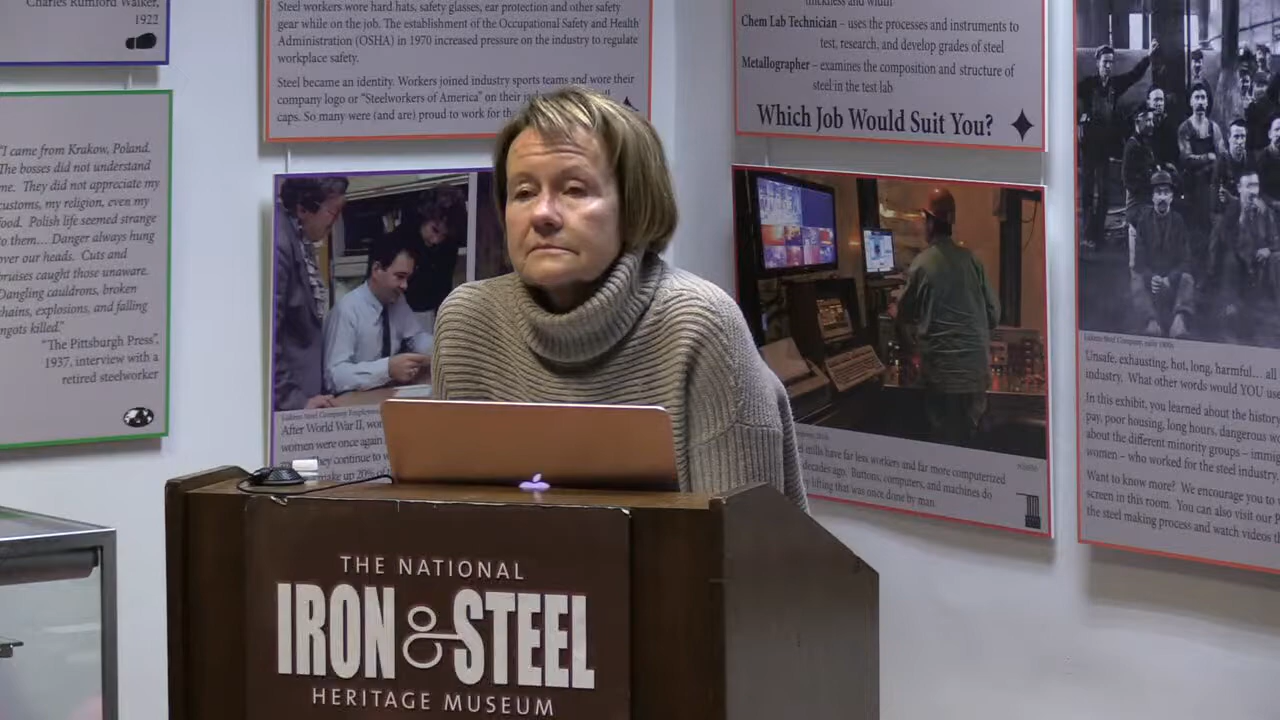 Charles Rumford Walker,
1922
"I came from Krakow, Poland.
The bosses did not understand
me. They did not appreciate my
customs, my religion, even my
food. Polish life seemed strange
to them... Danger always hung
over our heads. Cuts and
bruises caught those unaware.
Dangling cauldrons, broken
chains, explosions, and falling
ingots killed."
"The Pittsburgh Press",
1937, interview with a
retired steelworker
Steel workers wore hard hats, safety glasses, ear protection and other safety
gear while on the job. The establishment of the Occupational Safety and Health
Administration (OSHA) in 1970 increased pressure on the industry to regulate
workplace safety.
Steel became an identity. Workers joined industry sports teams and wore their
company logo or "Steelworkers of America" on their
caps. So many were (and are) proud to work for
Lukens Steel Company
After World War II,
women were once again
they continue to
make up 20%
thickness and width
Chem Lab Technician – uses the processes and instruments to
test, research, and develop grades of steel
Metallographer – examines the composition and structure of
steel in the test lab
Which Job Would Suit You?
mills have far less workers and far more computerized
decades ago. Buttons, computers, and machines do
lifting that was once done by man.
Lukens Steel Company, early 1900s
Unsafe, exhausting, hot, long, harmful... all
industry. What other words would YOU use
In this exhibit, you learned about the history
pay, poor housing, long hours, dangerous
about the different minority groups – immig
women – who worked for the steel industry.
Want to know more? We encourage you to
screen in this room. You can also visit our
the steel making process and watch videos
THE NATIONAL
IRON & STEEL
HERITAGE MUSEUM